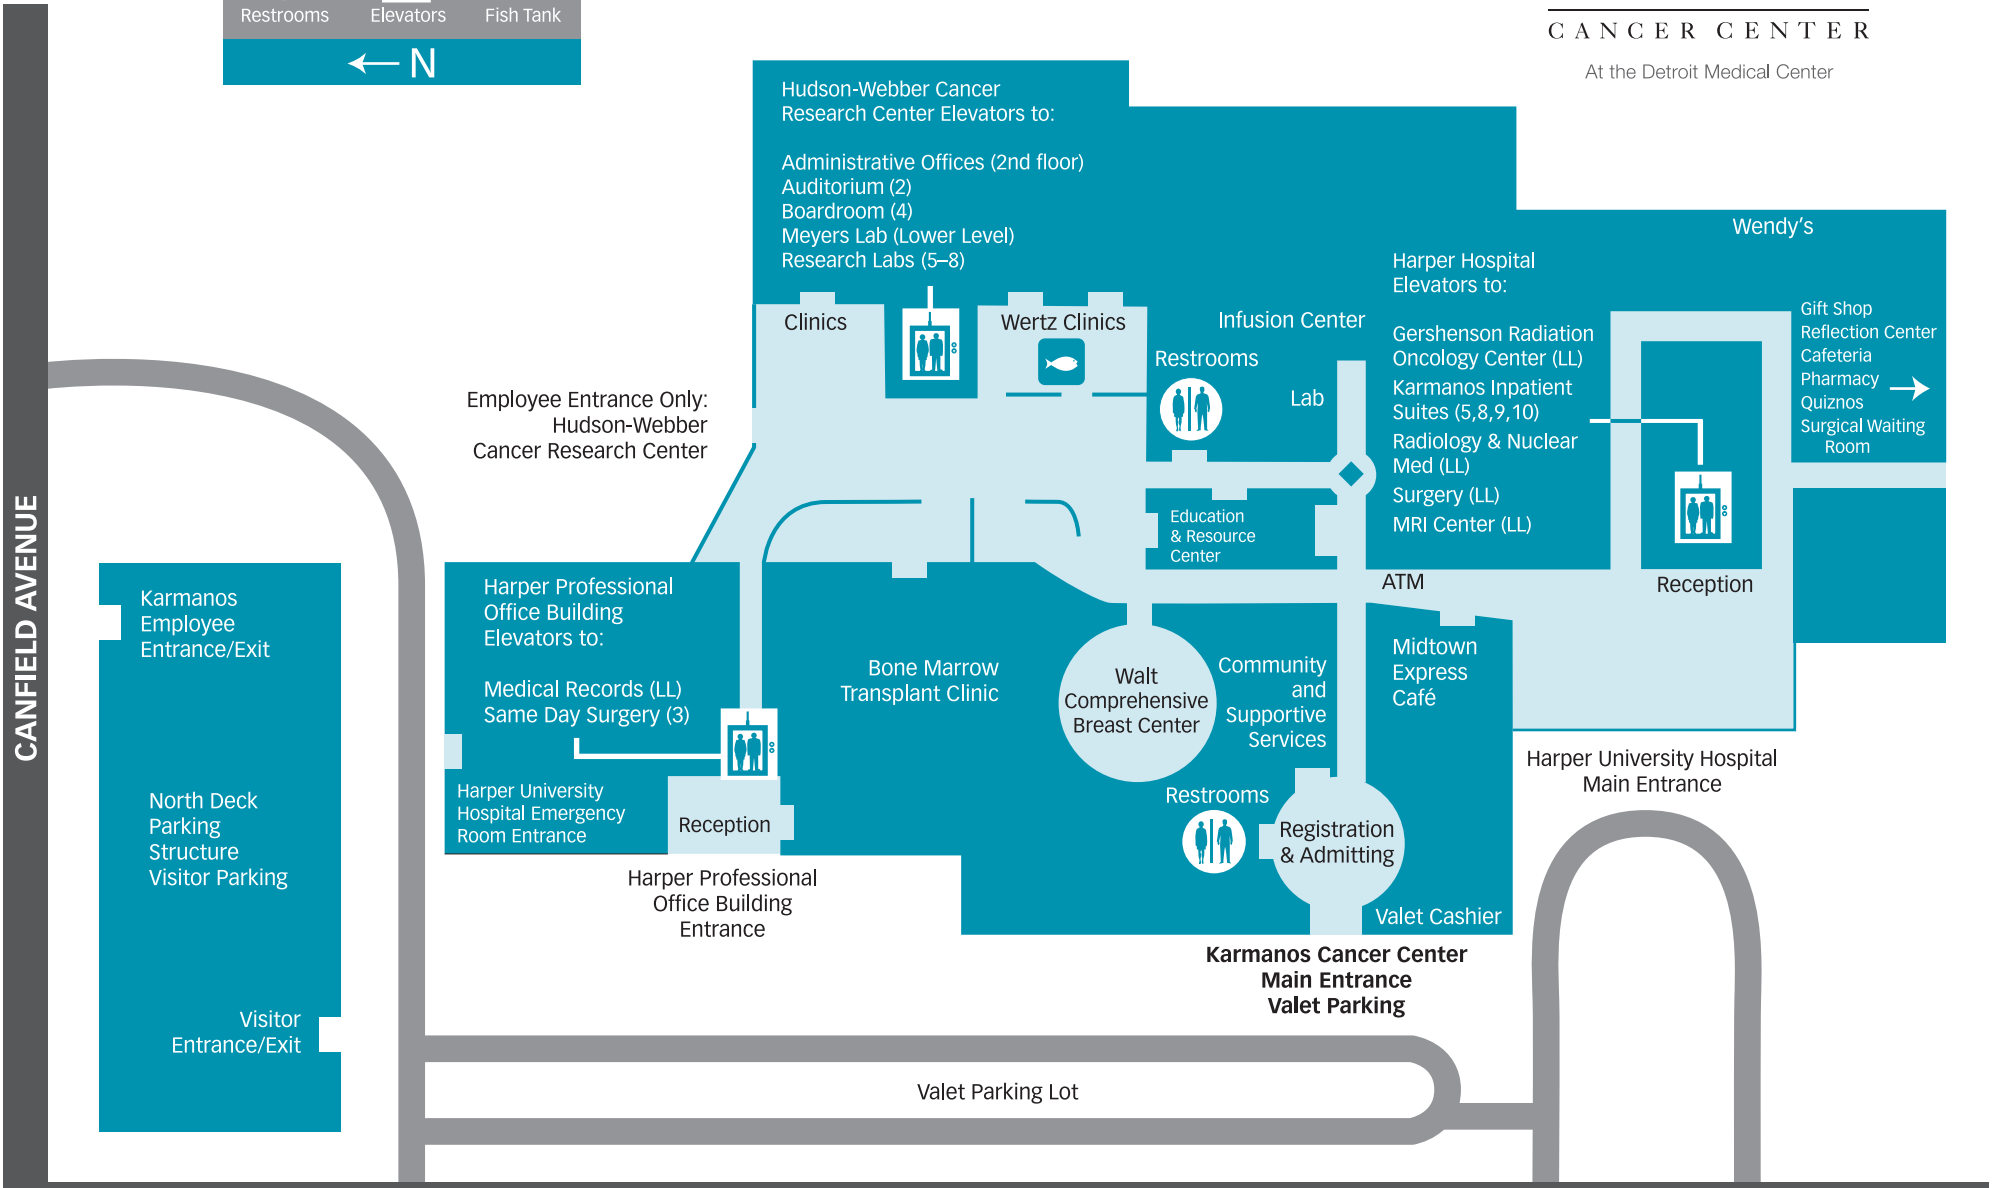 Restrooms
Elevators
Fish Tank
N
CANCER CENTER
At the Detroit Medical Center
Hudson-Webber Cancer
Research Center Elevators to:
Administrative Offices (2nd floor)
Auditorium (2)
Boardroom (4)
Meyers Lab (Lower Level)
Research Labs (5–8)
Wendy's
Harper Hospital
Elevators to:
Gershenson Radiation
Oncology Center (LL)
Karmanos Inpatient
Suites (5,8,9,10)
Radiology & Nuclear
Med (LL)
Surgery (LL)
MRI Center (LL)
Gift Shop
Reflection Center
Cafeteria
Pharmacy
Quiznos
Surgical Waiting
Room
Clinics
Wertz Clinics
Infusion Center
Restrooms
Lab
Employee Entrance Only:
Hudson-Webber
Cancer Research Center
Education
& Resource
Center
ATM
Reception
CANFIELD AVENUE
Karmanos
Employee
Entrance/Exit
North Deck
Parking
Structure
Visitor Parking
Visitor
Entrance/Exit
Harper Professional
Office Building
Elevators to:
Medical Records (LL)
Same Day Surgery (3)
Harper University
Hospital Emergency
Room Entrance
Reception
Harper Professional
Office Building
Entrance
Bone Marrow
Transplant Clinic
Walt
Comprehensive
Breast Center
Community
and
Supportive
Services
Midtown
Express
Café
Restrooms
Registration
& Admitting
Valet Cashier
Harper University Hospital
Main Entrance
Karmanos Cancer Center
Main Entrance
Valet Parking
Valet Parking Lot